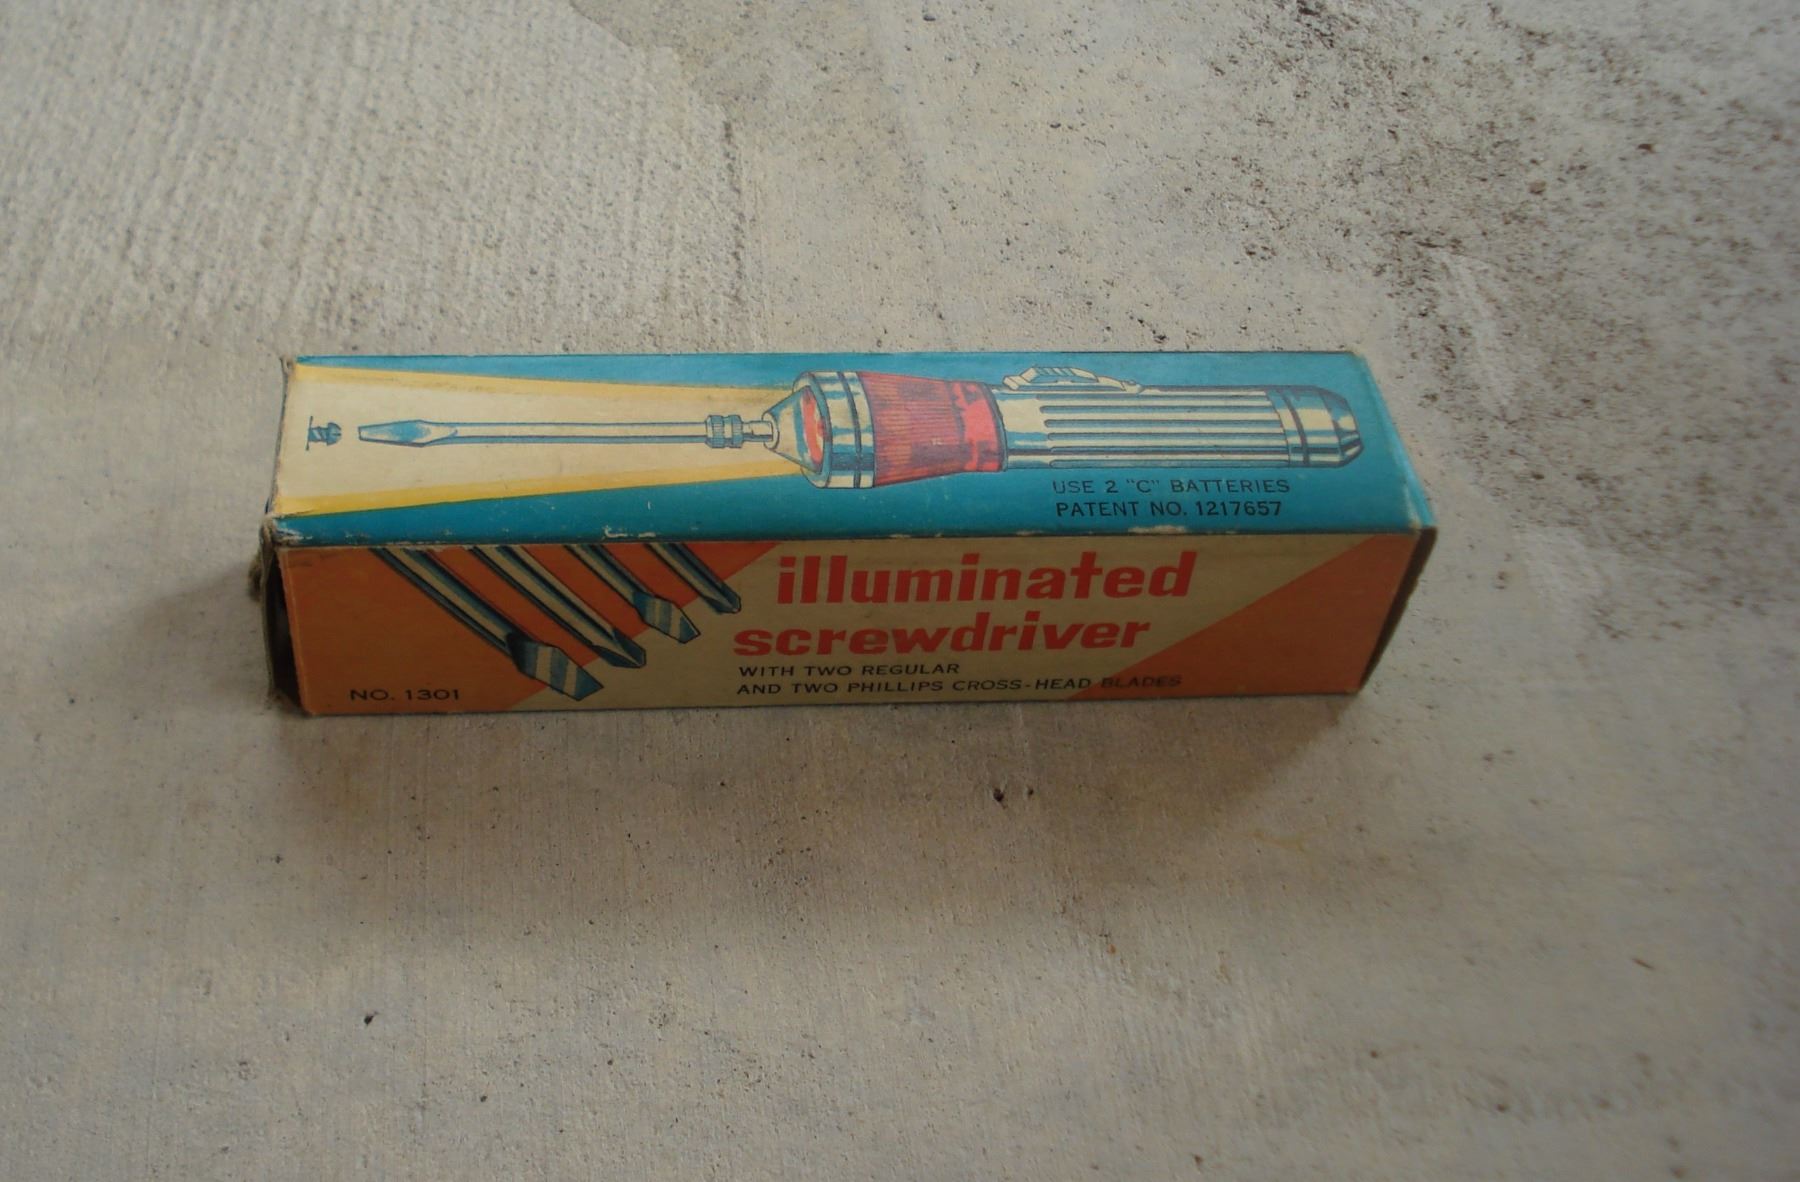 USE 2 "C" BATTERIES
PATENT NO. 1217657
illuminated
screwdriver
WITH TWO REGULAR
AND TWO PHILLIPS CROSS-HEAD BLADES
NO. 1301